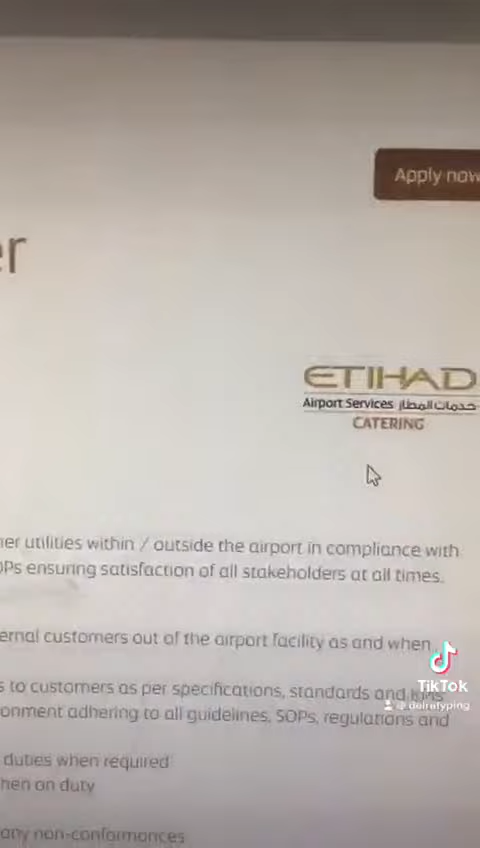 Apply now
er
ETIHAD
Airport Services خدمات المطار
CATERING
her utilities within / outside the airport in compliance with
OPs ensuring satisfaction of all stakeholders at all times.
ernal customers out of the airport facility as and when
s to customers as per specifications, standards and KPIs
onment adhering to all guidelines, SOPs, regulations and
duties when required
hen on duty
any non-conformances
TikTok
@deiratyping